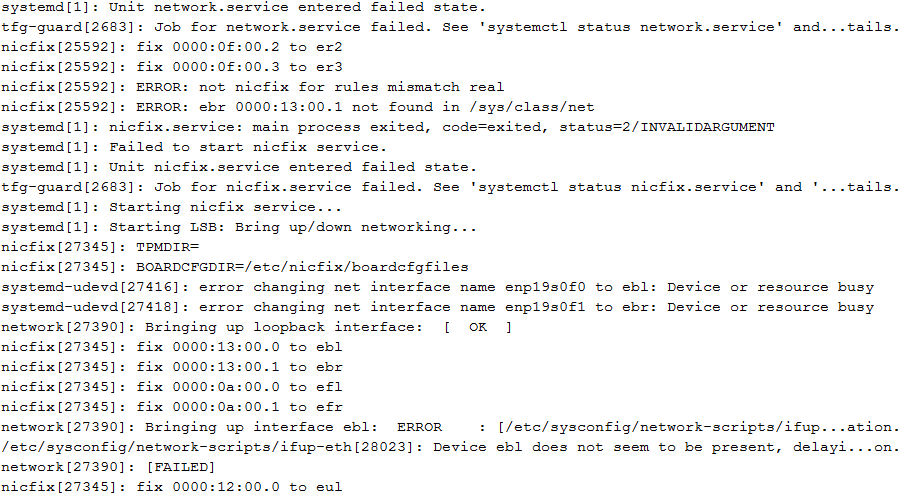 systemd[1]: Unit network.service entered failed state.
tfg-guard[2683]: Job for network.service failed. See 'systemctl status network.service' and...tails.
nicfix[25592]: fix 0000:0f:00.2 to er2
nicfix[25592]: fix 0000:0f:00.3 to er3
nicfix[25592]: ERROR: not nicfix for rules mismatch real
nicfix[25592]: ERROR: ebr 0000:13:00.1 not found in /sys/class/net
systemd[1]: nicfix.service: main process exited, code=exited, status=2/INVALIDARGUMENT
systemd[1]: Failed to start nicfix service.
systemd[1]: Unit nicfix.service entered failed state.
tfg-guard[2683]: Job for nicfix.service failed. See 'systemctl status nicfix.service' and '...tails.
systemd[1]: Starting nicfix service...
systemd[1]: Starting LSB: Bring up/down networking...
nicfix[27345]: TPMDIR=
nicfix[27345]: BOARDCFGDIR=/etc/nicfix/boardcfgfiles
systemd-udevd[27416]: error changing net interface name enp19s0f0 to ebl: Device or resource busy
systemd-udevd[27418]: error changing net interface name enp19s0f1 to ebr: Device or resource busy
network[27390]: Bringing up loopback interface:  [  OK  ]
nicfix[27345]: fix 0000:13:00.0 to ebl
nicfix[27345]: fix 0000:13:00.1 to ebr
nicfix[27345]: fix 0000:0a:00.0 to efl
nicfix[27345]: fix 0000:0a:00.1 to efr
network[27390]: Bringing up interface ebl:  ERROR    : [/etc/sysconfig/network-scripts/ifup...ation.
/etc/sysconfig/network-scripts/ifup-eth[28023]: Device ebl does not seem to be present, delayi...on.
network[27390]: [FAILED]
nicfix[27345]: fix 0000:12:00.0 to eul